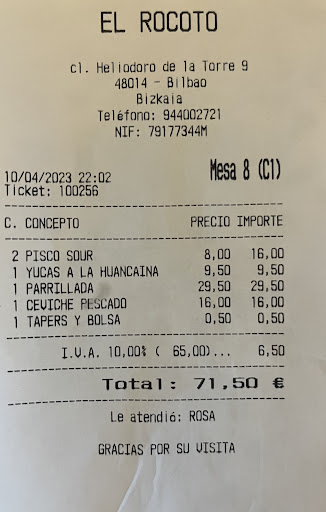 EL ROCOTO
cl. Heliodoro de la Torre 9
48014 - Bilbao
Bizkaia
Teléfono: 944002721
NIF: 79177344M
10/04/2023 22:02 Mesa 8 (C1)
Ticket: 100256
C. CONCEPTO PRECIO IMPORTE
2 PISCO SOUR 8,00 16,00
1 YUCAS A LA HUANCAINA 9,50 9,50
1 PARRILLADA 29,50 29,50
1 CEVICHE PESCADO 16,00 16,00
1 TAPERS Y BOLSA 0,50 0,50
I.V.A. 10,00% ( 65,00)... 6,50
Total: 71,50 €
Le atendió: ROSA
GRACIAS POR SU VISITA